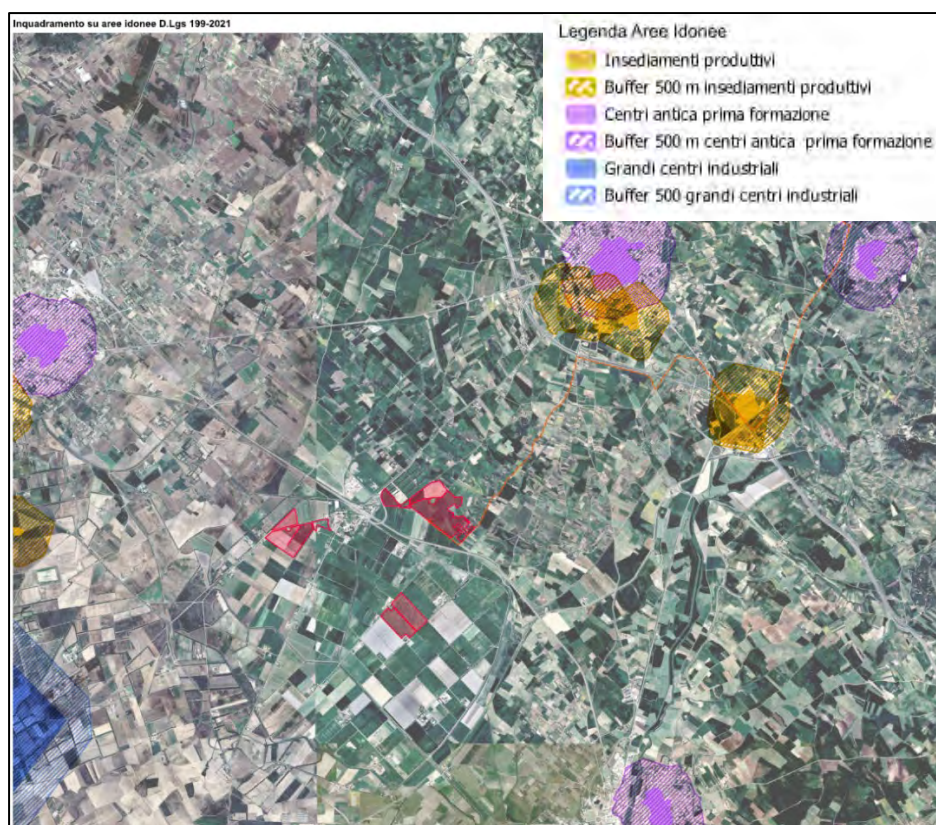 Inquadramento su aree idonee D.Lgs 199-2021
Legenda Aree Idonee
Insediamenti produttivi
Buffer 500 m insediamenti produttivi
Centri antica prima formazione
Buffer 500 m centri antica prima formazione
Grandi centri industriali
Buffer 500 grandi centri industriali